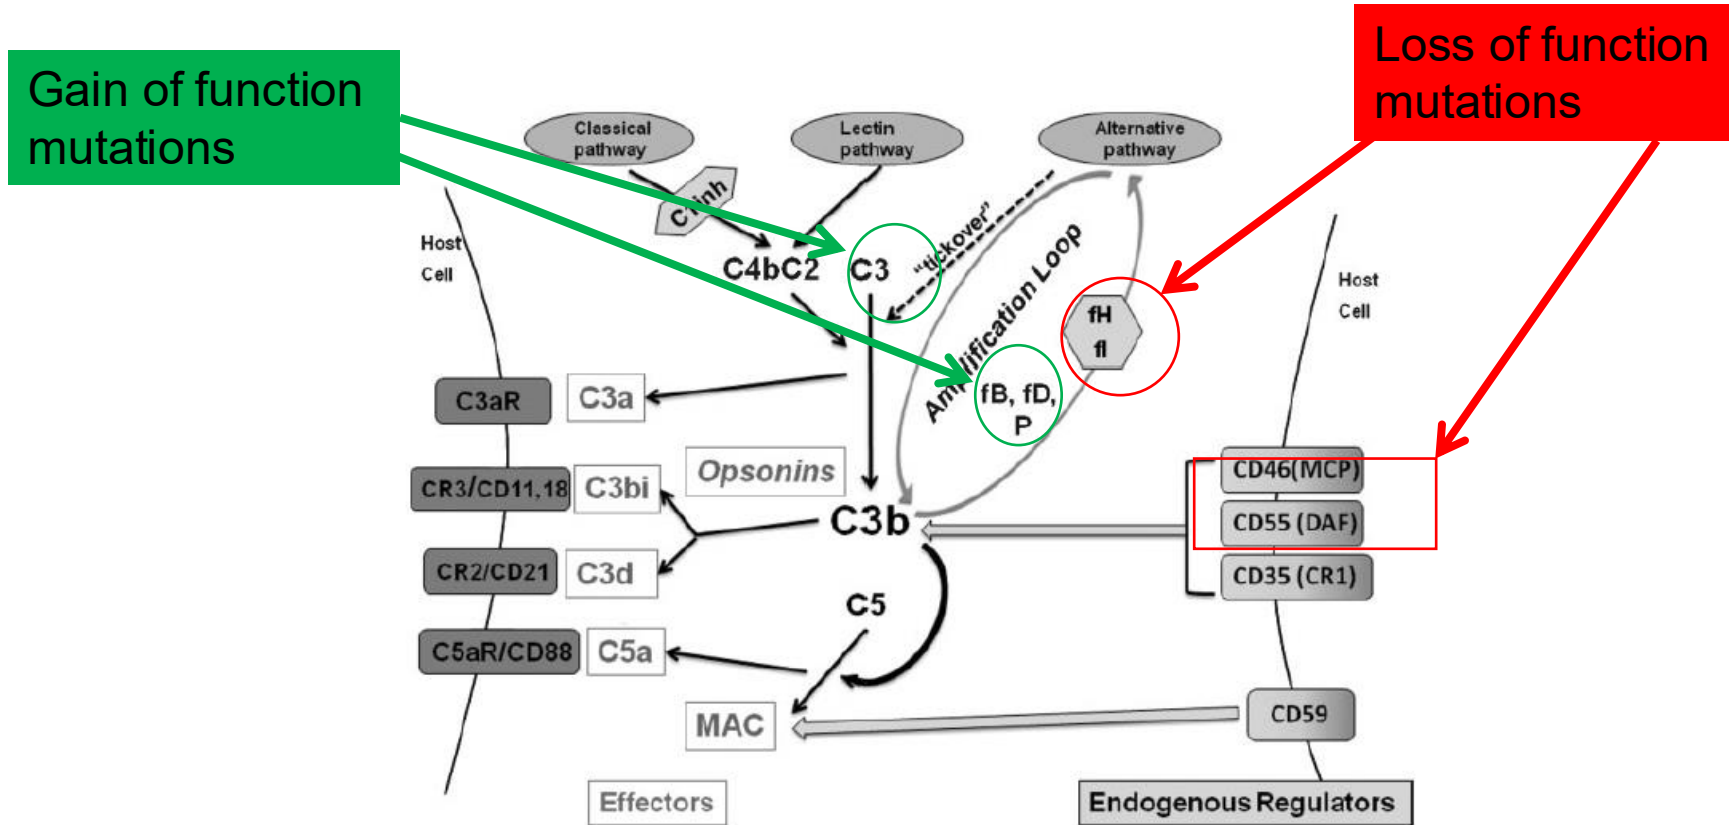 Gain of function
mutations
Loss of function
mutations
Classical
pathway
Lectin
pathway
Alternative
pathway
C1inh
Host
Cell
C4bC2
C3
"tickover"
Amplification Loop
fH
fI
fB, fD,
P
Host
Cell
C3aR
C3a
Opsonins
CR3/CD11,18
C3bi
C3b
CR2/CD21
C3d
C5
C5aR/CD88
C5a
MAC
CD46(MCP)
CD55 (DAF)
CD35 (CR1)
CD59
Effectors
Endogenous Regulators